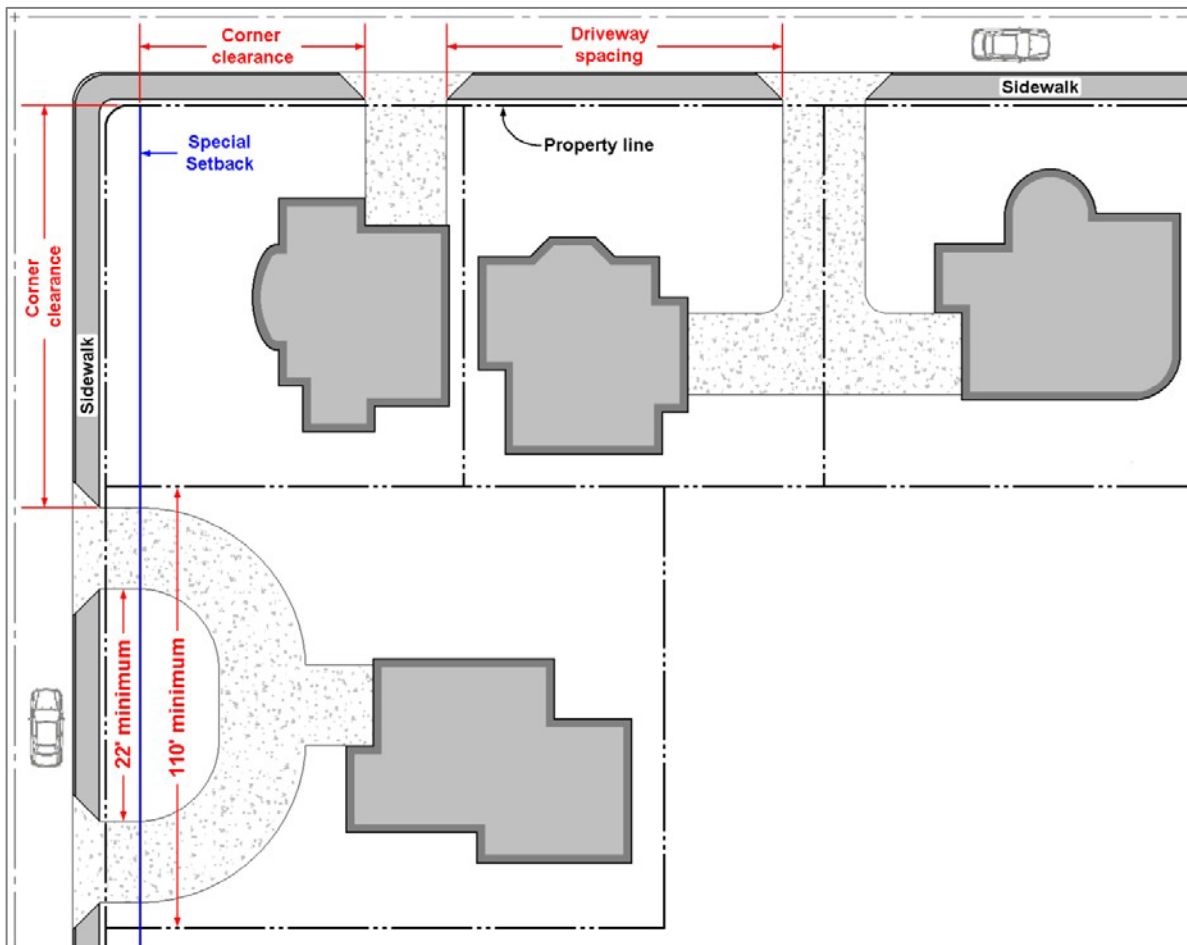 Corner
clearance
Driveway
spacing
Sidewalk
Special
Setback
Property line
Corner
clearance
Sidewalk
22' minimum
110' minimum